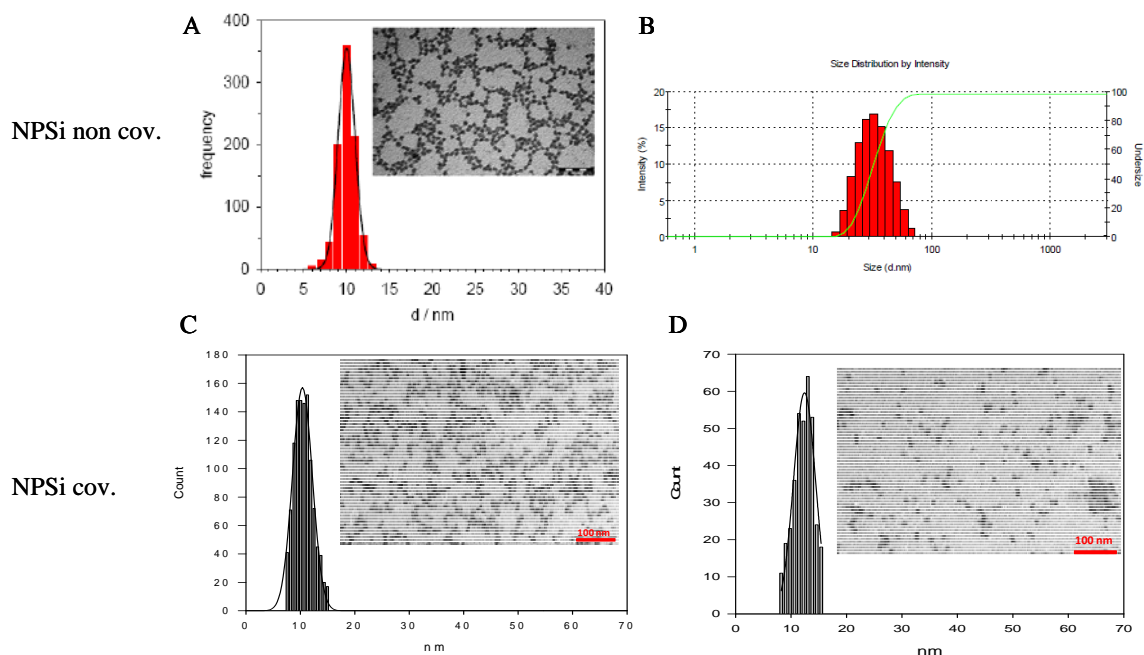 A
NPSi non cov.
frequency
400
300
200
100
0
0 5 10 15 20 25 30 35 40
d / nm
B
Size Distribution by Intensity
Intensity (%)
20
15
10
5
0
100
80
60
40
20
0
Undersize
1 10 100 1000
Size (d.nm)
C
NPSi cov.
Count
180
160
140
120
100
80
60
40
20
0
0 10 20 30 40 50 60 70
nm
100 nm
D
Count
70
60
50
40
30
20
10
0
0 10 20 30 40 50 60 70
nm
100 nm